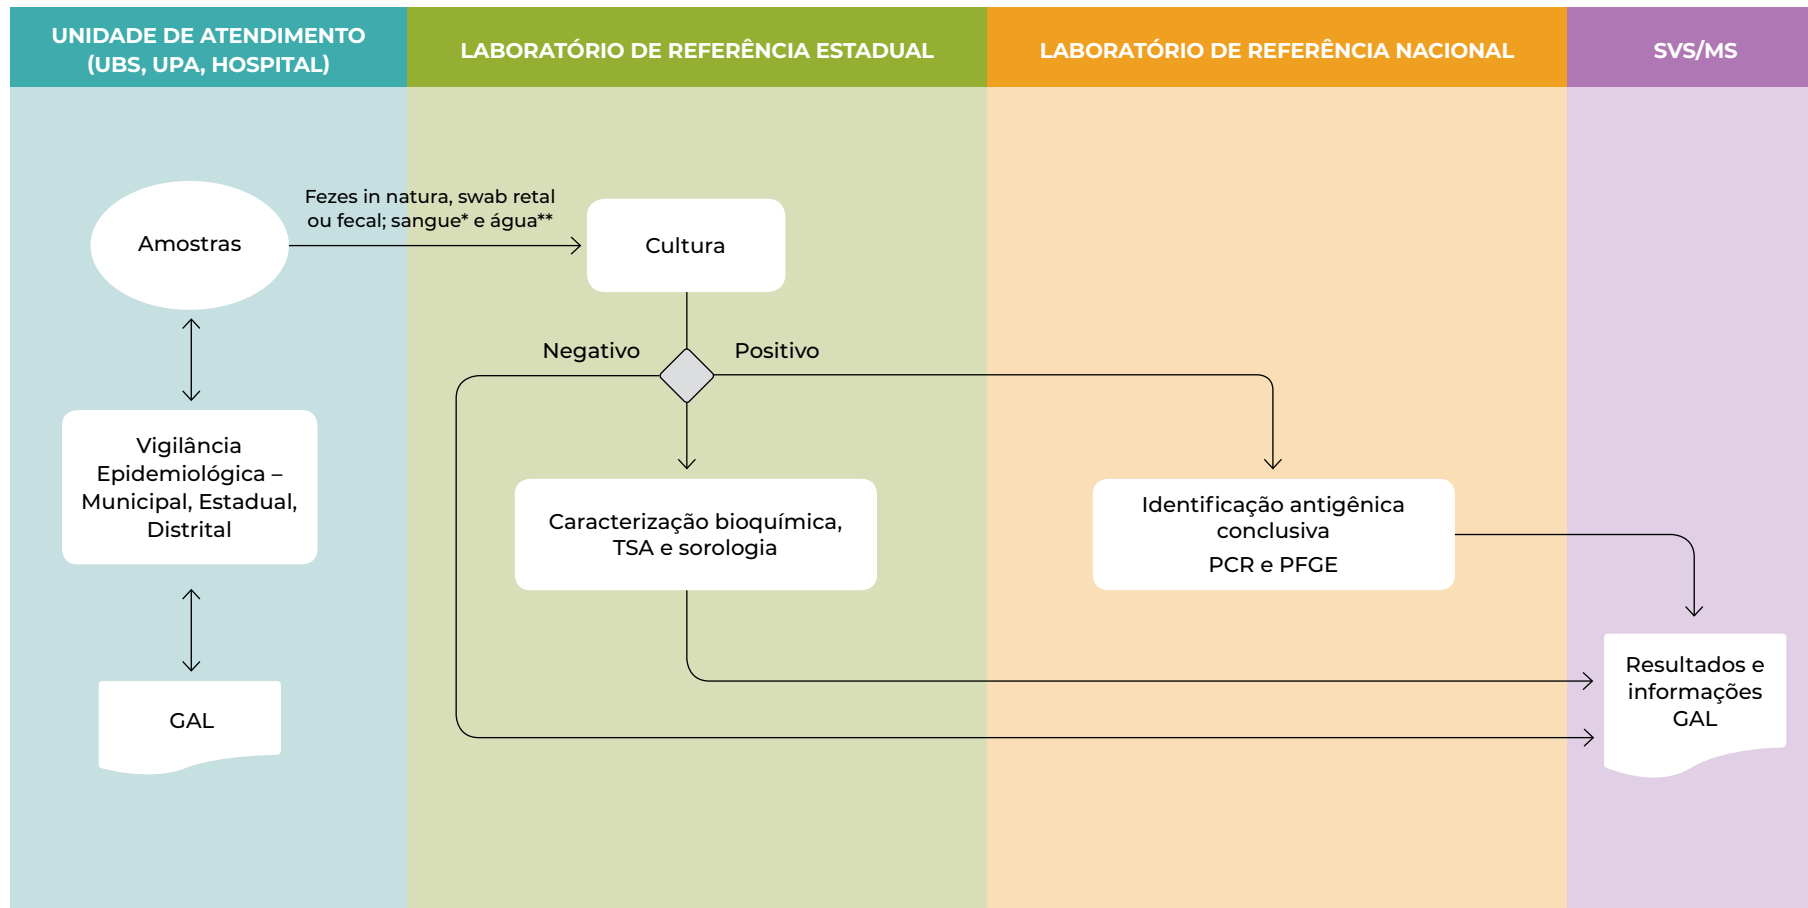 UNIDADE DE ATENDIMENTO
(UBS, UPA, HOSPITAL)
LABORATÓRIO DE REFERÊNCIA ESTADUAL
LABORATÓRIO DE REFERÊNCIA NACIONAL
SVS/MS
Amostras
Fezes in natura, swab retal
ou fecal; sangue* e água**
Cultura
Negativo
Positivo
Vigilância
Epidemiológica –
Municipal, Estadual,
Distrital
Caracterização bioquímica,
TSA e sorologia
Identificação antigênica
conclusiva
PCR e PFGE
GAL
Resultados e
informações
GAL